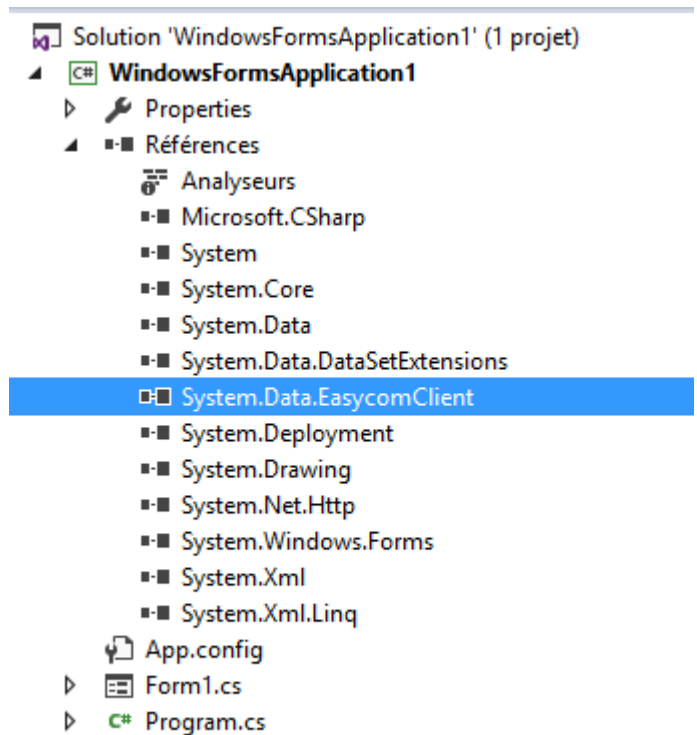 Solution 'WindowsFormsApplication1' (1 projet)
C# WindowsFormsApplication1
Properties
Références
Analyseurs
Microsoft.CSharp
System
System.Core
System.Data
System.Data.DataSetExtensions
System.Data.EasycomClient
System.Deployment
System.Drawing
System.Net.Http
System.Windows.Forms
System.Xml
System.Xml.Linq
App.config
Form1.cs
C# Program.cs